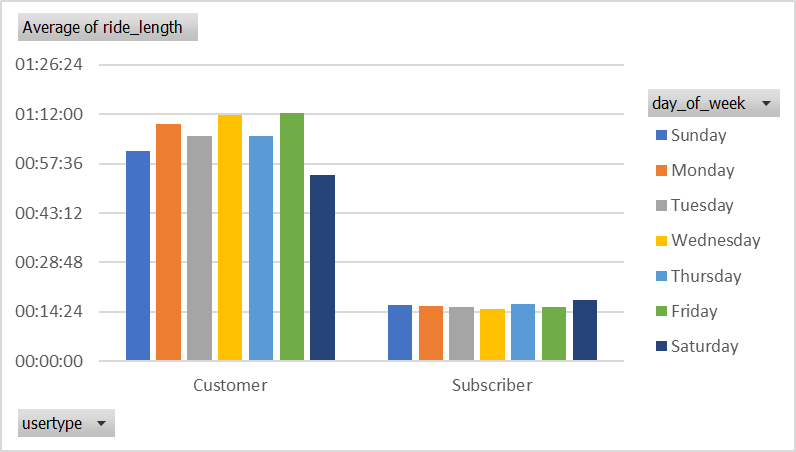 Average of ride_length
01:26:24
01:12:00
00:57:36
00:43:12
00:28:48
00:14:24
00:00:00
Customer
Subscriber
day_of_week
Sunday
Monday
Tuesday
Wednesday
Thursday
Friday
Saturday
usertype